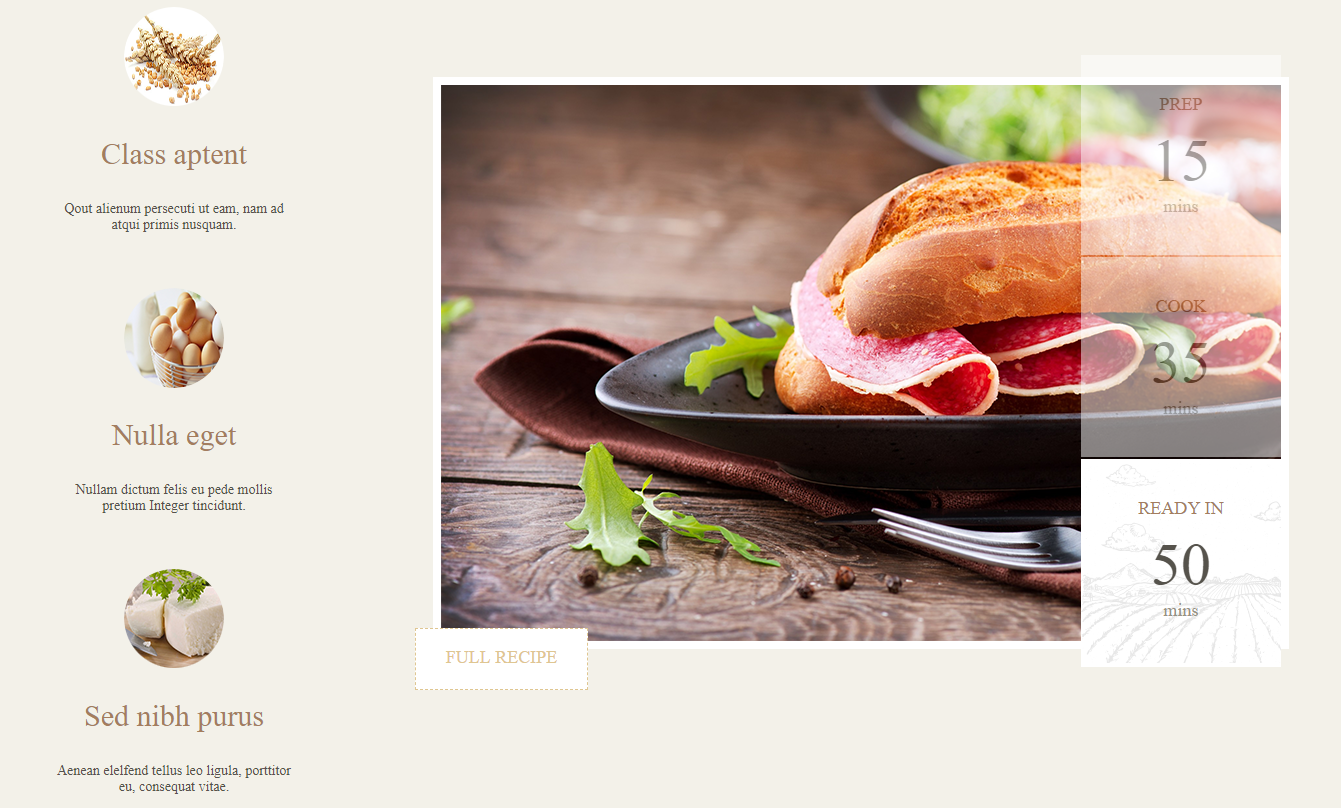 Class aptent
Qout alienum persecuti ut eam, nam ad
atqui primis nusquam.
Nulla eget
Nullam dictum felis eu pede mollis
pretium Integer tincidunt.
Sed nibh purus
Aenean elelfend tellus leo ligula, porttitor
eu, consequat vitae.
PREP
15
mins
COOK
35
mins
READY IN
50
mins
FULL RECIPE